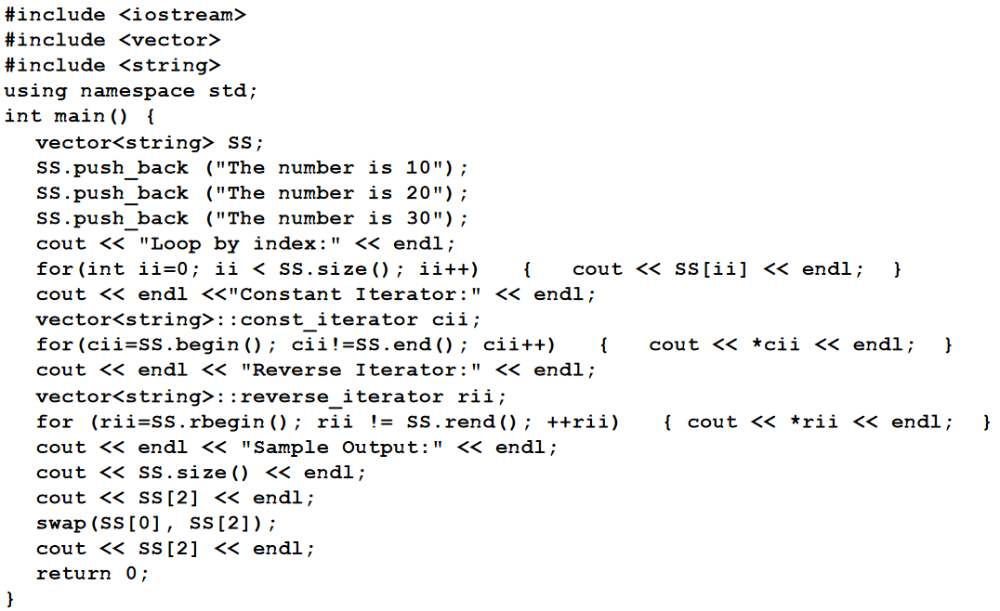 #include <iostream>
#include <vector>
#include <string>
using namespace std;
int main() {
   vector<string> SS;
   SS.push_back ("The number is 10");
   SS.push_back ("The number is 20");
   SS.push_back ("The number is 30");
   cout << "Loop by index:" << endl;
   for(int ii=0; ii < SS.size(); ii++)   {   cout << SS[ii] << endl;  }
   cout << endl <<"Constant Iterator:" << endl;
   vector<string>::const_iterator cii;
   for(cii=SS.begin(); cii!=SS.end(); cii++)   {   cout << *cii << endl;  }
   cout << endl << "Reverse Iterator:" << endl;
   vector<string>::reverse_iterator rii;
   for (rii=SS.rbegin(); rii != SS.rend(); ++rii)   { cout << *rii << endl;  }
   cout << endl << "Sample Output:" << endl;
   cout << SS.size() << endl;
   cout << SS[2] << endl;
   swap(SS[0], SS[2]);
   cout << SS[2] << endl;
   return 0;
}